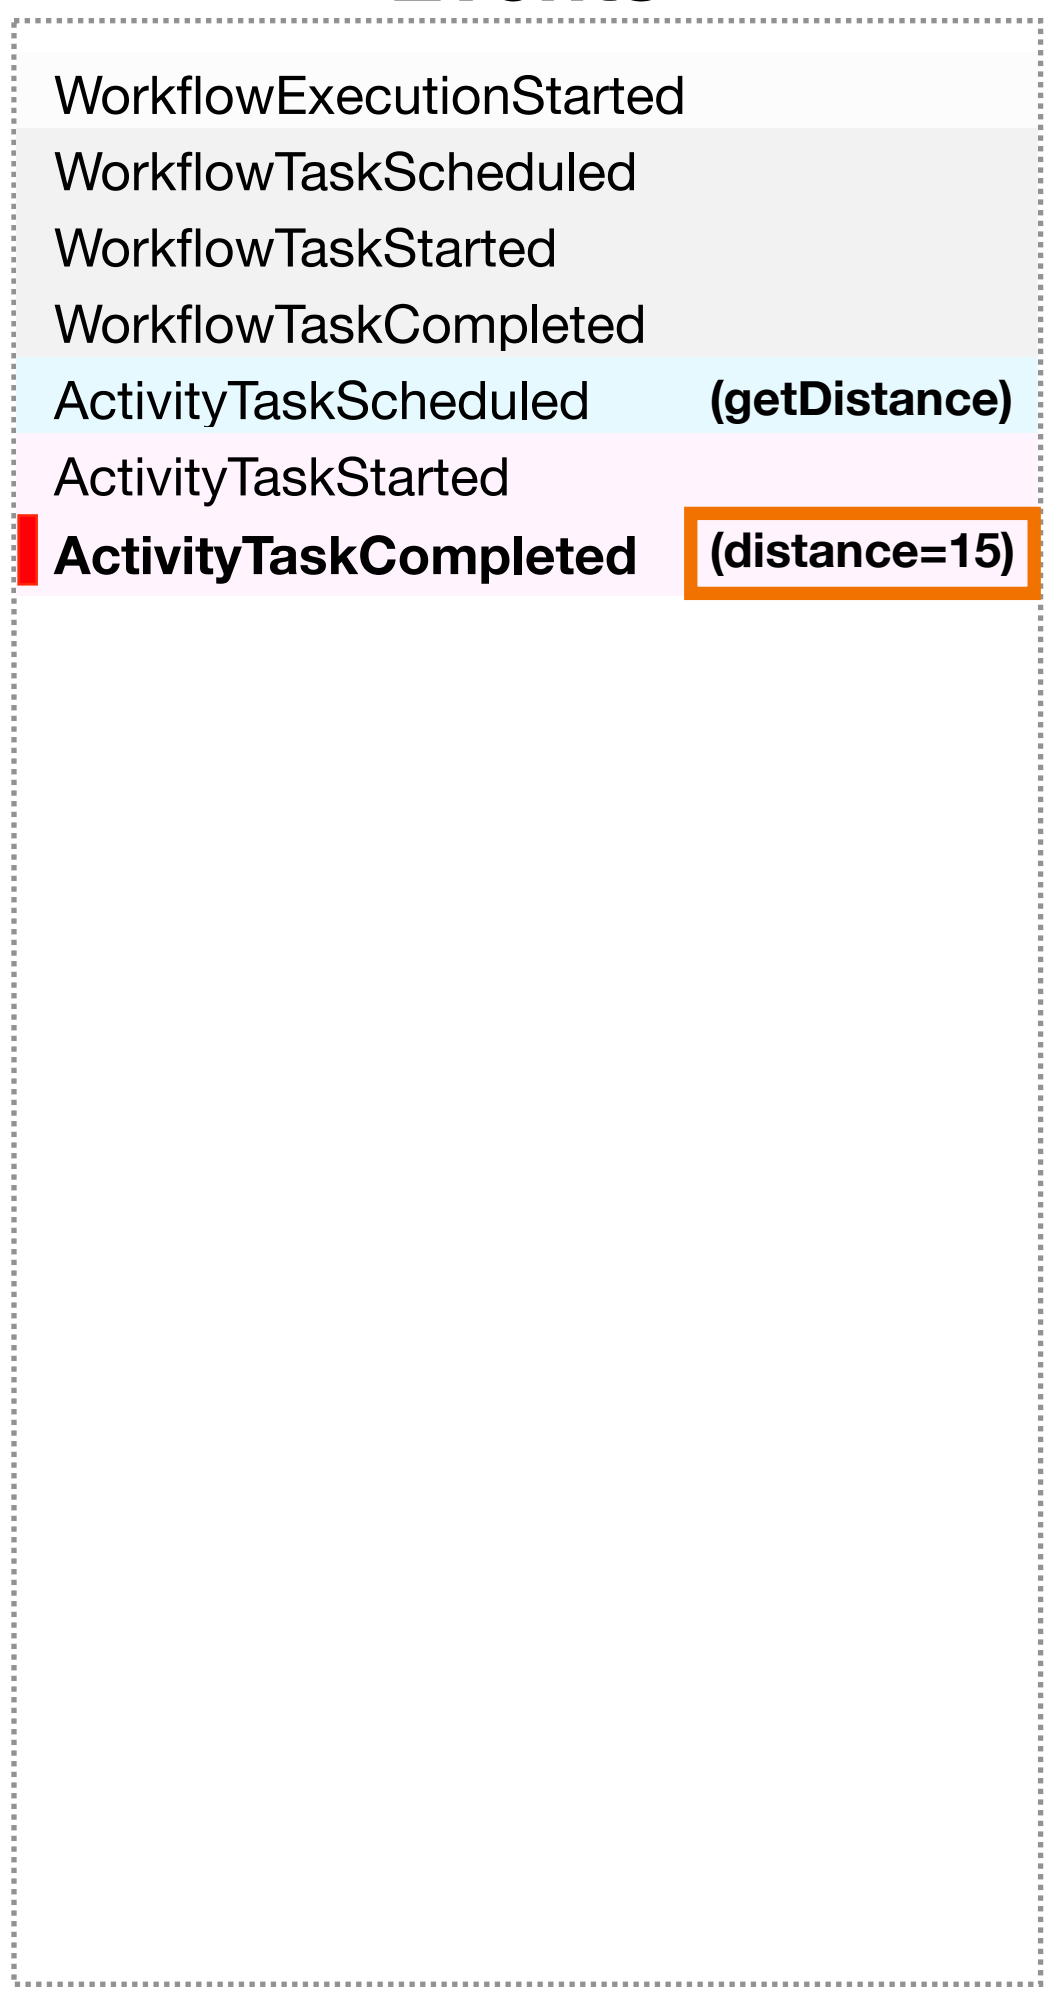 WorkflowExecutionStarted
WorkflowTaskScheduled
WorkflowTaskStarted
WorkflowTaskCompleted
ActivityTaskScheduled (getDistance)
ActivityTaskStarted
ActivityTaskCompleted (distance=15)